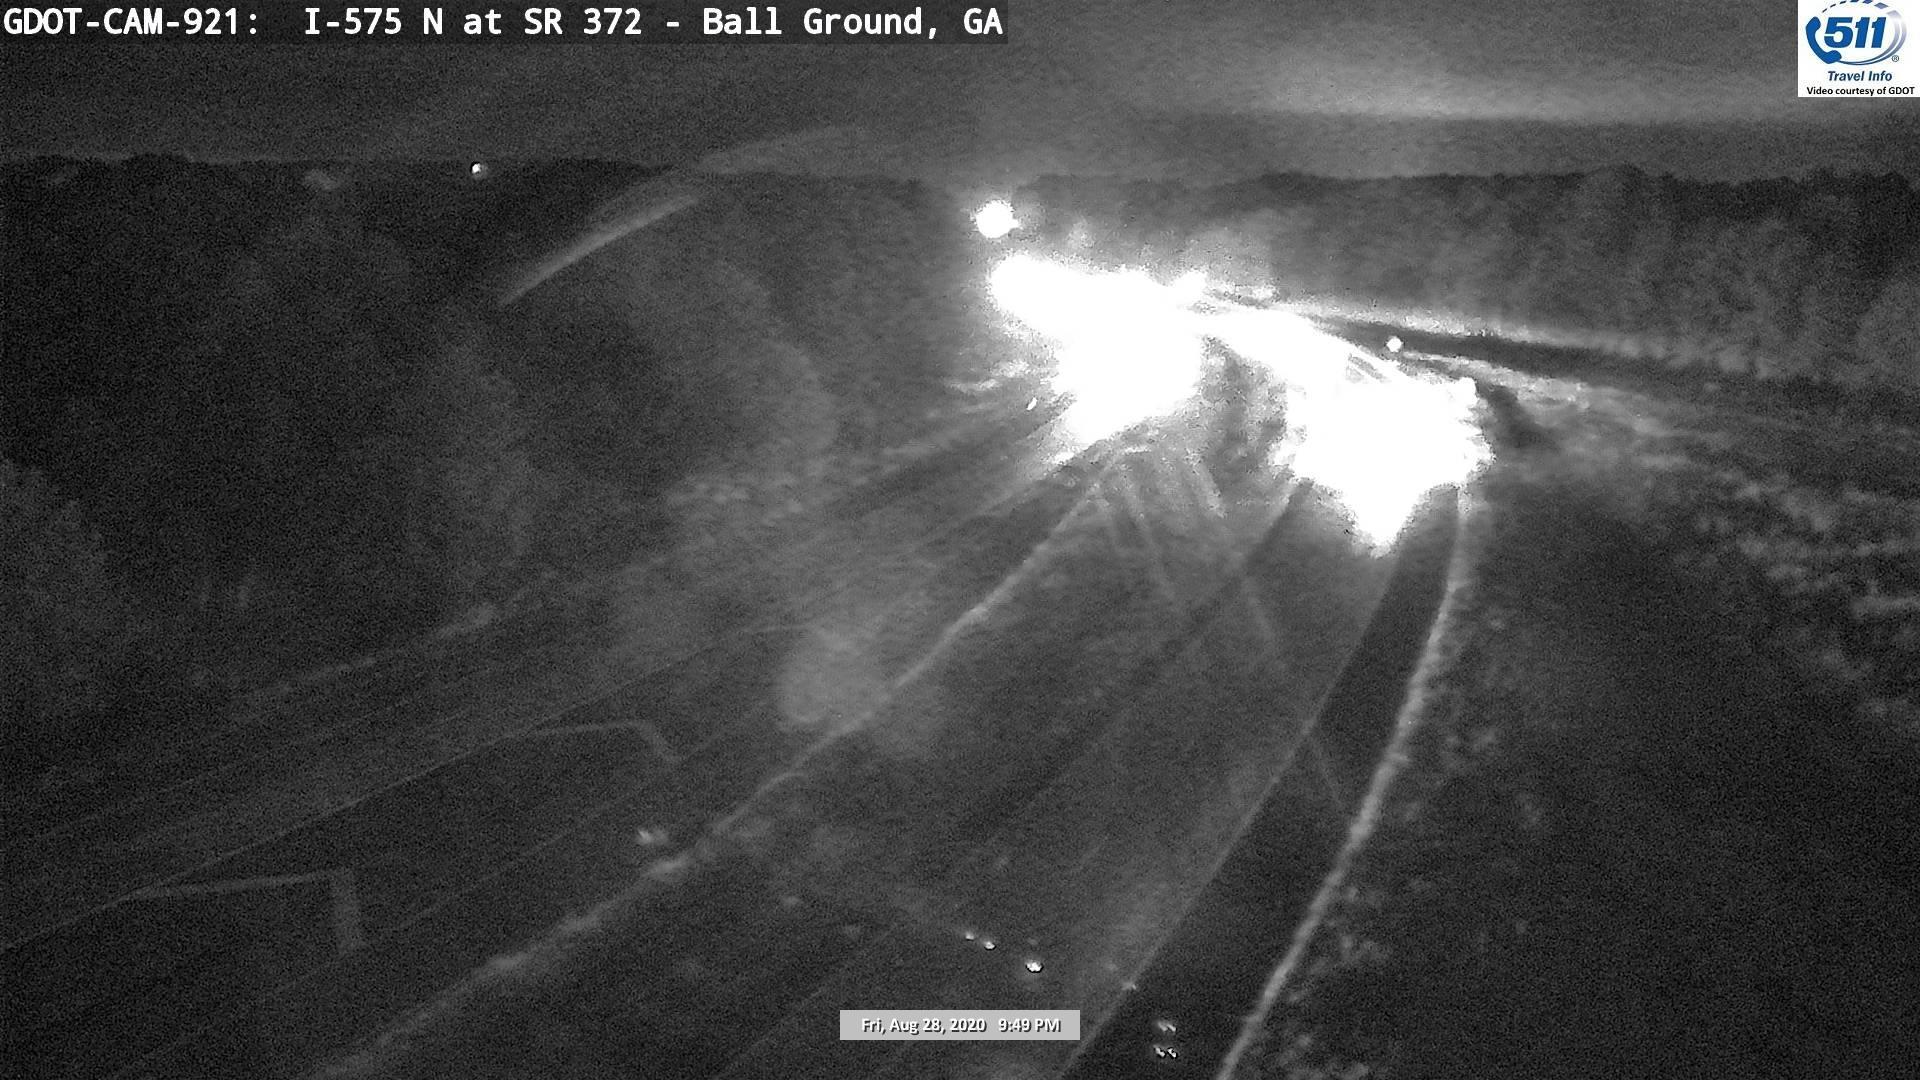 GDOT-CAM-921:  I-575 N at SR 372 - Ball Ground, GA
511
®
Travel Info
Video courtesy of GDOT
Fri, Aug 28, 2020   9:49 PM